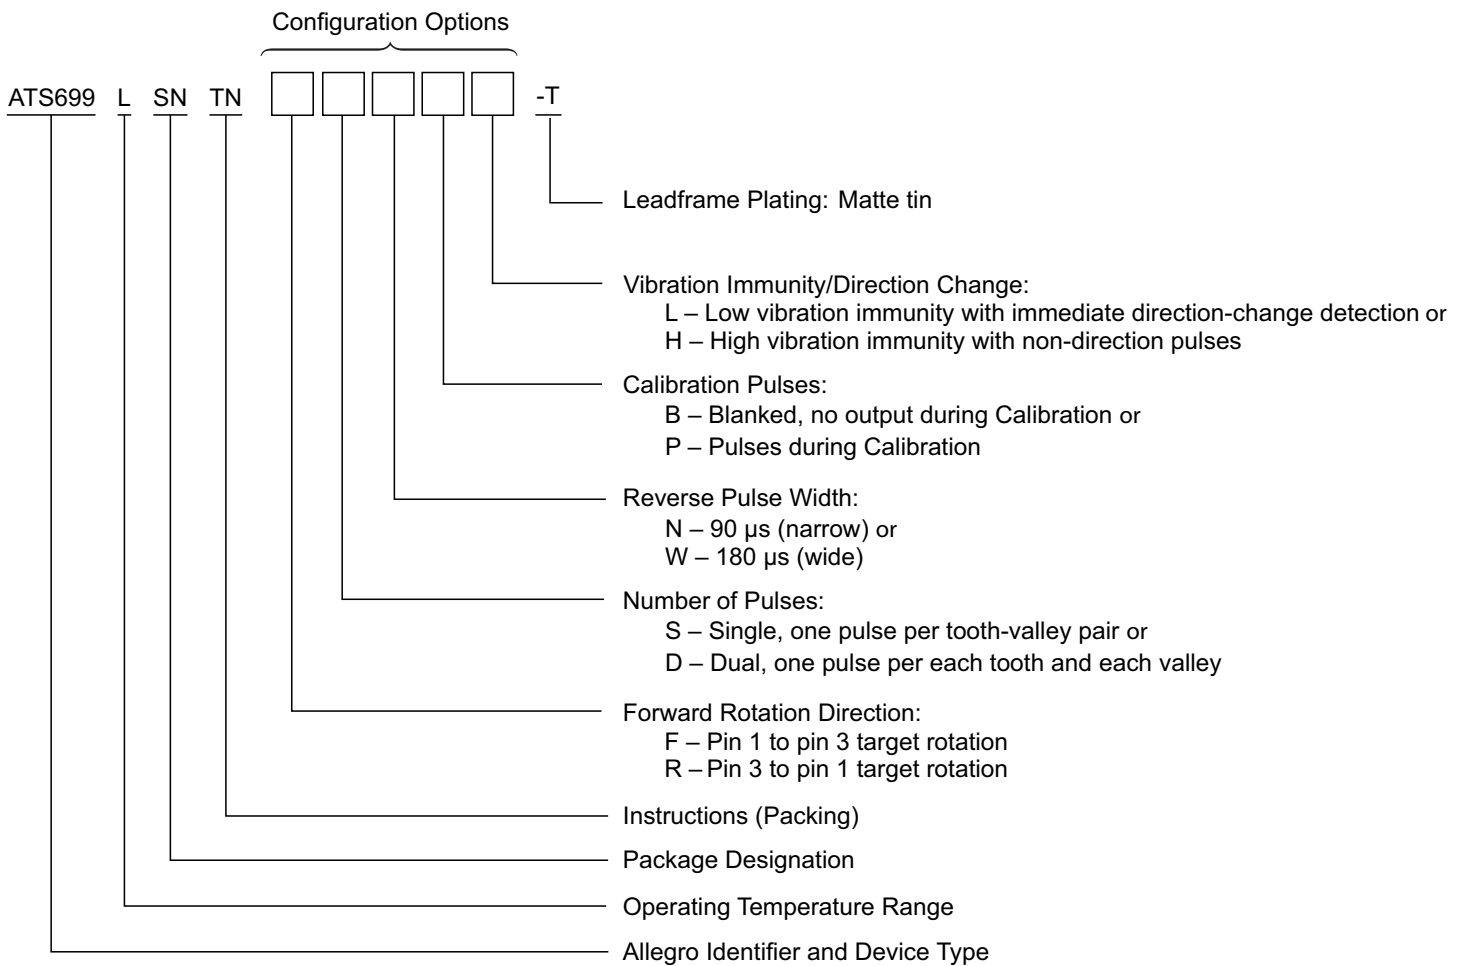 Configuration Options
ATS699 L SN TN -T
Leadframe Plating: Matte tin
Vibration Immunity/Direction Change:
L – Low vibration immunity with immediate direction-change detection or
H – High vibration immunity with non-direction pulses
Calibration Pulses:
B – Blanked, no output during Calibration or
P – Pulses during Calibration
Reverse Pulse Width:
N – 90 µs (narrow) or
W – 180 µs (wide)
Number of Pulses:
S – Single, one pulse per tooth-valley pair or
D – Dual, one pulse per each tooth and each valley
Forward Rotation Direction:
F – Pin 1 to pin 3 target rotation
R – Pin 3 to pin 1 target rotation
Instructions (Packing)
Package Designation
Operating Temperature Range
Allegro Identifier and Device Type